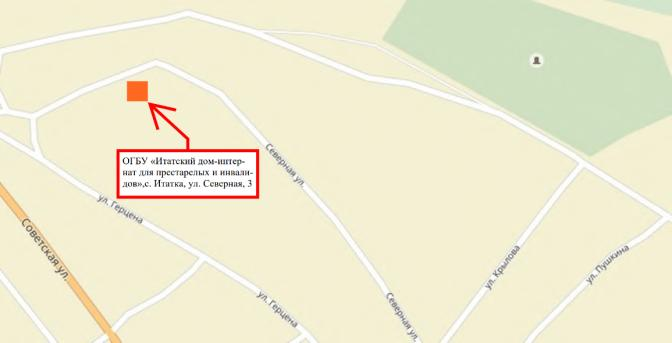 ОГБУ «Итатский дом-интер-
нат для престарелых и инвали-
дов»,с. Итатка, ул. Северная, 3
Северная ул.
ул. Герцена
Советская ул.
ул. Крылова
ул. Пушкина
ул. Герцена
Северная ул.